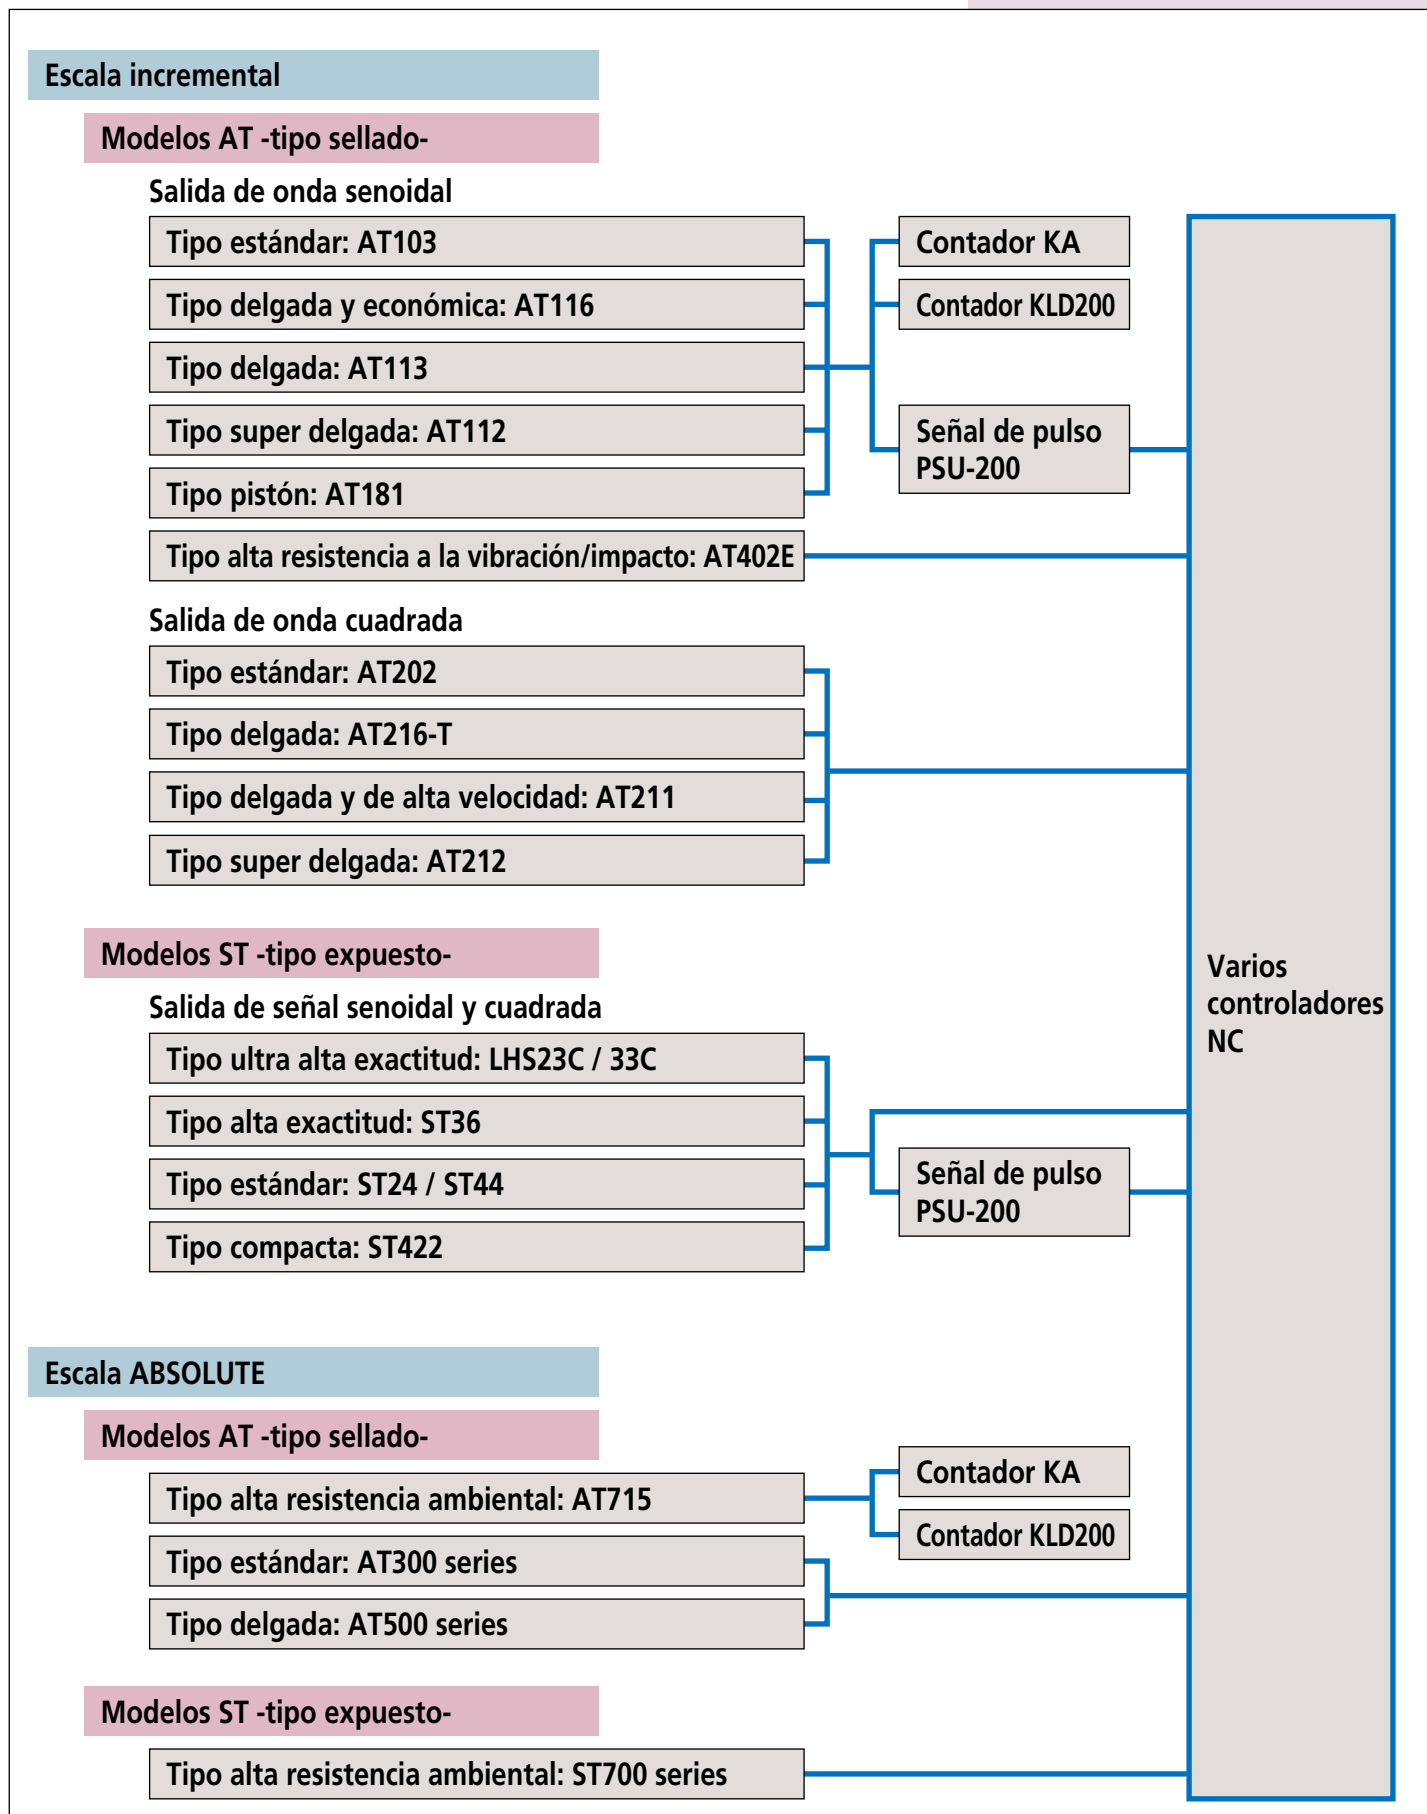 Escala incremental
Modelos AT -tipo sellado-
Salida de onda senoidal
Tipo estándar: AT103
Tipo delgada y económica: AT116
Tipo delgada: AT113
Tipo super delgada: AT112
Tipo pistón: AT181
Tipo alta resistencia a la vibración/impacto: AT402E
Contador KA
Contador KLD200
Señal de pulso
PSU-200
Salida de onda cuadrada
Tipo estándar: AT202
Tipo delgada: AT216-T
Tipo delgada y de alta velocidad: AT211
Tipo super delgada: AT212
Modelos ST -tipo expuesto-
Salida de señal senoidal y cuadrada
Tipo ultra alta exactitud: LHS23C / 33C
Tipo alta exactitud: ST36
Tipo estándar: ST24 / ST44
Tipo compacta: ST422
Señal de pulso
PSU-200
Varios
controladores
NC
Escala ABSOLUTE
Modelos AT -tipo sellado-
Tipo alta resistencia ambiental: AT715
Tipo estándar: AT300 series
Tipo delgada: AT500 series
Contador KA
Contador KLD200
Modelos ST -tipo expuesto-
Tipo alta resistencia ambiental: ST700 series